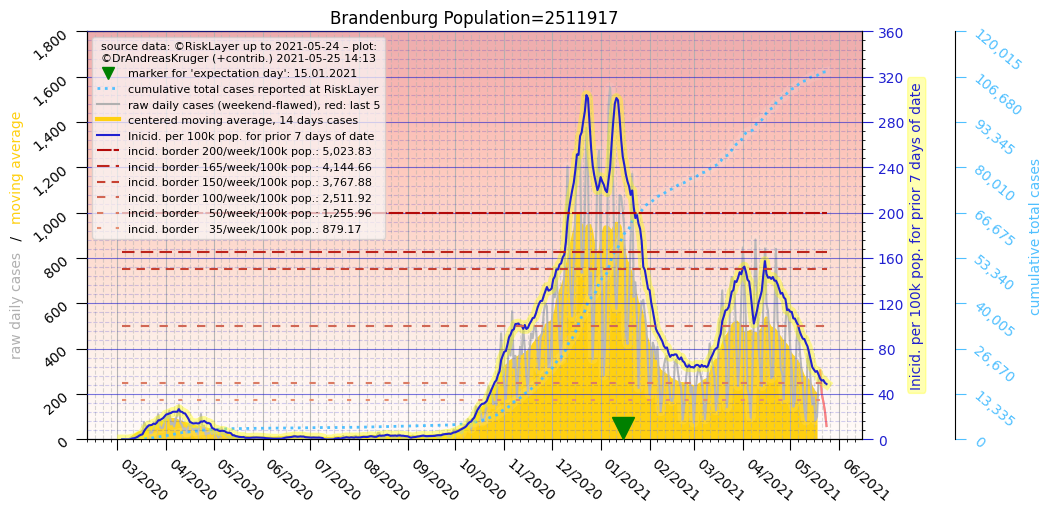 Brandenburg Population=2511917
source data: ©RiskLayer up to 2021-05-24 – plot:
©DrAndreasKruger (+contrib.) 2021-05-25 14:13
marker for 'expectation day': 15.01.2021
cumulative total cases reported at RiskLayer
raw daily cases (weekend-flawed), red: last 5
centered moving average, 14 days cases
Inicid. per 100k pop. for prior 7 days of date
incid. border 200/week/100k pop.: 5,023.83
incid. border 165/week/100k pop.: 4,144.66
incid. border 150/week/100k pop.: 3,767.88
incid. border 100/week/100k pop.: 2,511.92
incid. border   50/week/100k pop.: 1,255.96
incid. border   35/week/100k pop.: 879.17
raw daily cases   /   moving average
1,800
1,600
1,400
1,200
1,000
800
600
400
200
0
360
320
280
240
200
160
120
80
40
0
Inicid. per 100k pop. for prior 7 days of date
120,015
106,680
93,345
80,010
66,675
53,340
40,005
26,670
13,335
0
cumulative total cases
03/2020
04/2020
05/2020
06/2020
07/2020
08/2020
09/2020
10/2020
11/2020
12/2020
01/2021
02/2021
03/2021
04/2021
05/2021
06/2021